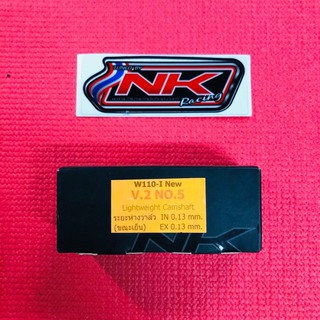 NK
Racing
W110-I New
V.2 NO.5
Lightweight Camshaft
ระยะห่างวาล์ว IN 0.13 mm.
(ขณะเย็น) EX 0.13 mm.
NK